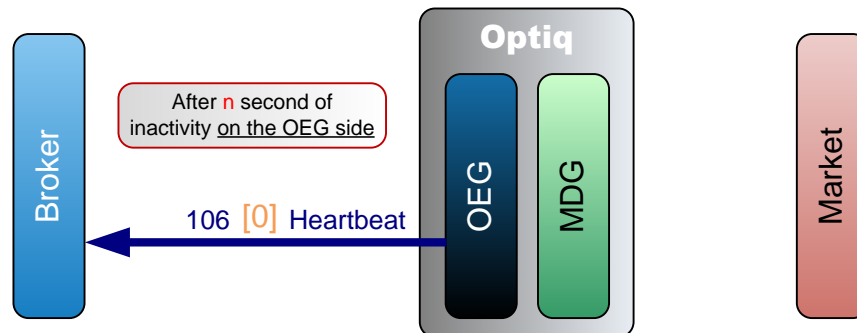 Optiq
After n second of
inactivity on the OEG side
Broker
106 [0] Heartbeat
OEG
MDG
Market